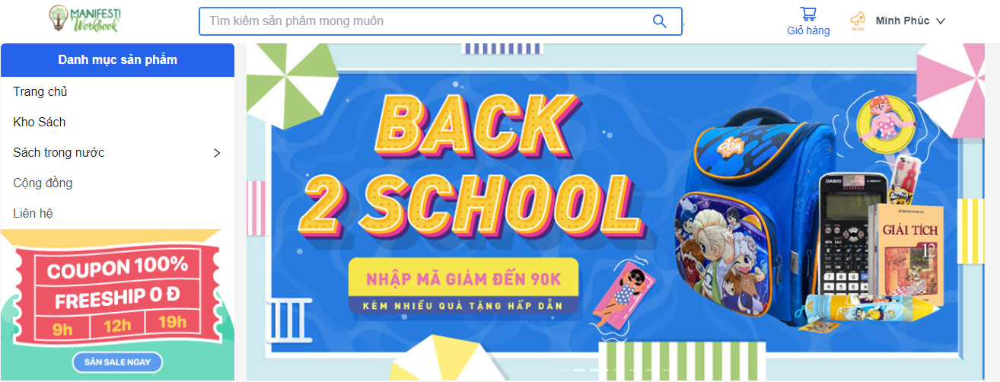 MANIFEST!
Workbook
Tìm kiếm sản phẩm mong muốn
,
Giỏ hàng
Minh Phúc
Danh mục sản phẩm
Trang chủ
Kho Sách
Sách trong nước
Cộng đồng
Liên hệ
COUPON 100%
FREESHIP 0 Đ
9h 12h 19h
SĂN SALE NGAY
BACK
2 SCHOOL
NHẬP MÃ GIẢM ĐẾN 90K
KÈM NHIỀU QUÀ TẶNG HẤP DẪN
CASIO
GIẢI TÍCH
12